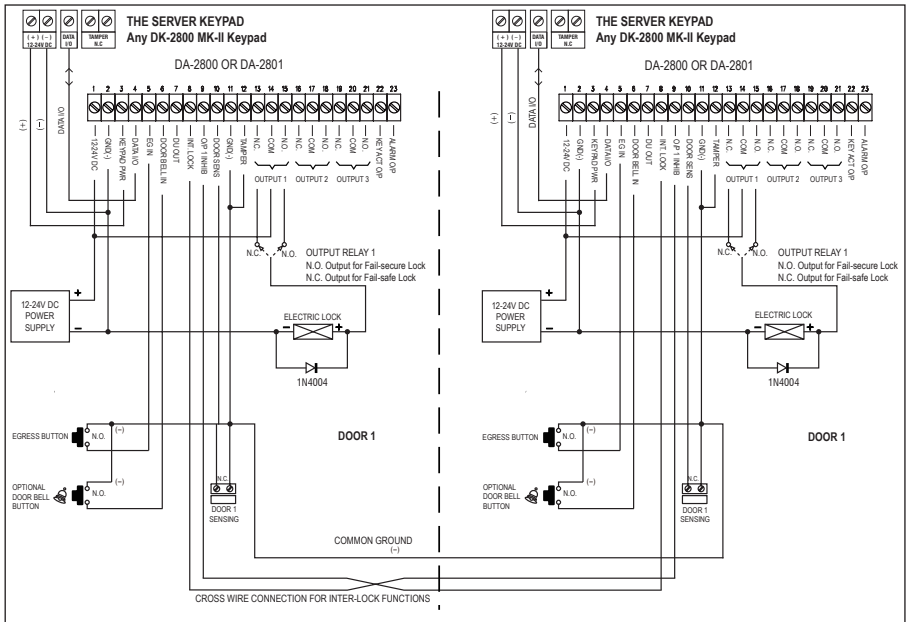 THE SERVER KEYPAD
Any DK-2800 MK-II Keypad
(+) (−)
12-24V DC
DATA
I/O
TAMPER
N.C
DA-2800 OR DA-2801
1 2 3 4 5 6 7 8 9 10 11 12 13 14 15 16 17 18 19 20 21 22 23
(+)
(−)
DATA I/O
12-24V DC
GND(-)
KEYPAD PWR
DATA I/O
EG IN
DOOR BELL IN
DU OUT
INT. LOCK
O/P 1 INHIB
DOOR SENS
GND(-)
TAMPER
N.C.
COM
N.O.
N.C.
COM
N.O.
N.C.
COM
N.O.
KEY ACT O/P
ALARM O/P
OUTPUT 1
OUTPUT 2
OUTPUT 3
N.C.
N.O.
OUTPUT RELAY 1
N.O. Output for Fail-secure Lock
N.C. Output for Fail-safe Lock
12-24V DC
POWER
SUPPLY
+
−
ELECTRIC LOCK
− +
1N4004
EGRESS BUTTON
N.O.
(−)
DOOR 1
OPTIONAL
DOOR BELL
BUTTON
N.O.
(−)
N.C.
DOOR 1
SENSING
THE SERVER KEYPAD
Any DK-2800 MK-II Keypad
(+) (−)
12-24V DC
DATA
I/O
TAMPER
N.C
DA-2800 OR DA-2801
1 2 3 4 5 6 7 8 9 10 11 12 13 14 15 16 17 18 19 20 21 22 23
(+)
(−)
DATA I/O
12-24V DC
GND(-)
KEYPAD PWR
DATA I/O
EG IN
DOOR BELL IN
DU OUT
INT. LOCK
O/P 1 INHIB
DOOR SENS
GND(-)
TAMPER
N.C.
COM
N.O.
N.C.
COM
N.O.
N.C.
COM
N.O.
KEY ACT O/P
ALARM O/P
OUTPUT 1
OUTPUT 2
OUTPUT 3
N.C.
N.O.
OUTPUT RELAY 1
N.O. Output for Fail-secure Lock
N.C. Output for Fail-safe Lock
12-24V DC
POWER
SUPPLY
+
−
ELECTRIC LOCK
− +
1N4004
EGRESS BUTTON
N.O.
(−)
DOOR 1
OPTIONAL
DOOR BELL
BUTTON
N.O.
(−)
N.C.
DOOR 1
SENSING
COMMON GROUND
(−)
CROSS WIRE CONNECTION FOR INTER-LOCK FUNCTIONS